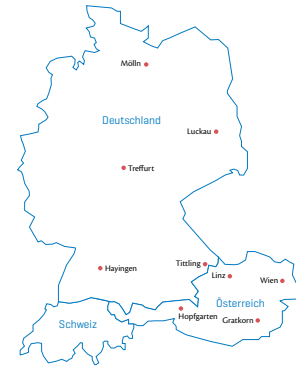 Mölln
Deutschland
Luckau
Treffurt
Tittling
Hayingen
Linz
Wien
Österreich
Hopfgarten
Gratkorn
Schweiz